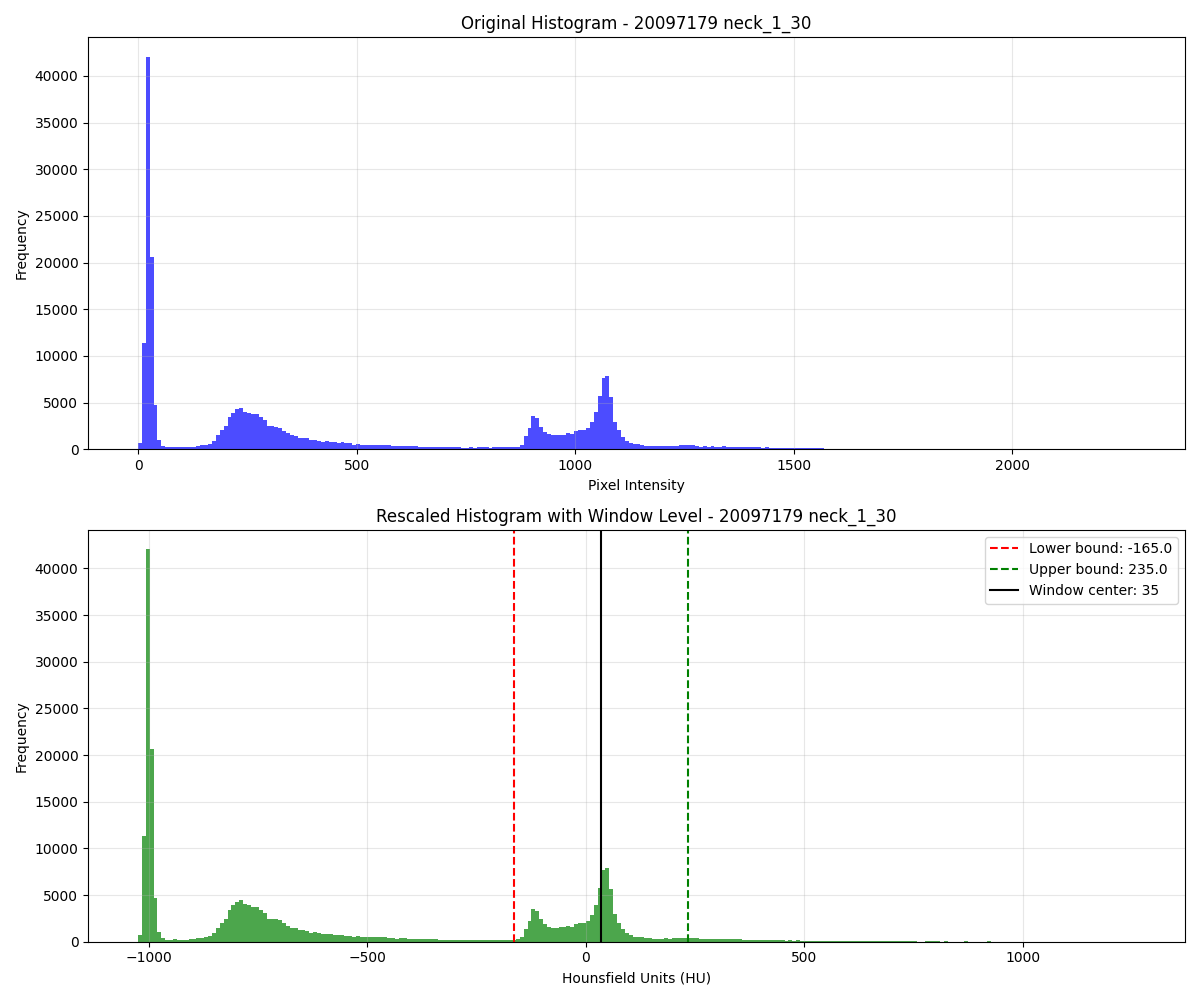 Original Histogram - 20097179 neck_1_30
Frequency
40000
35000
30000
25000
20000
15000
10000
5000
0
0 500 1000 1500 2000
Pixel Intensity
Rescaled Histogram with Window Level - 20097179 neck_1_30
Lower bound: -165.0
Upper bound: 235.0
Window center: 35
Frequency
40000
35000
30000
25000
20000
15000
10000
5000
0
−1000 −500 0 500 1000
Hounsfield Units (HU)